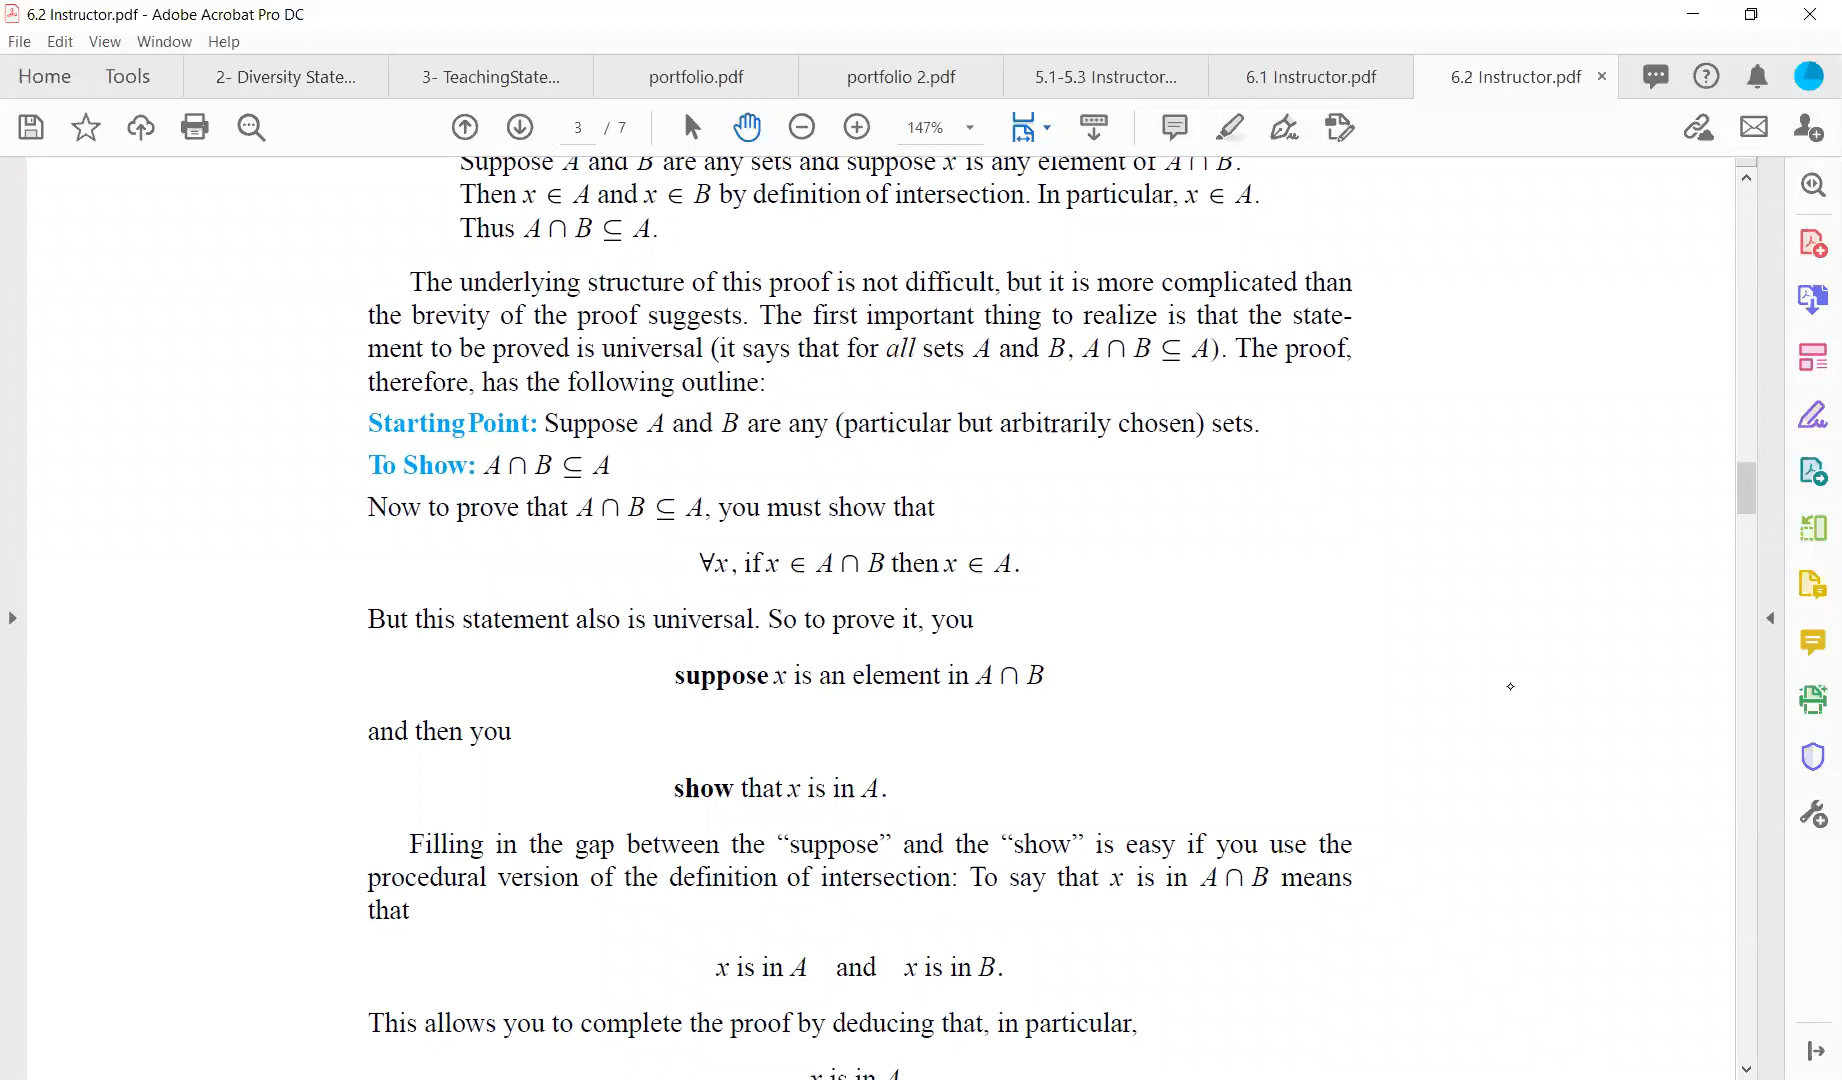 6.2 Instructor.pdf - Adobe Acrobat Pro DC
File Edit View Window Help
Home Tools 2- Diversity State... 3- TeachingState... portfolio.pdf portfolio 2.pdf 5.1-5.3 Instructor... 6.1 Instructor.pdf 6.2 Instructor.pdf ×
3 / 7 147%
Suppose A and B are any sets and suppose x is any element of A ∩ B.
Then x ∈ A and x ∈ B by definition of intersection. In particular, x ∈ A.
Thus A ∩ B ⊆ A.
The underlying structure of this proof is not difficult, but it is more complicated than
the brevity of the proof suggests. The first important thing to realize is that the state-
ment to be proved is universal (it says that for all sets A and B, A ∩ B ⊆ A). The proof,
therefore, has the following outline:
Starting Point: Suppose A and B are any (particular but arbitrarily chosen) sets.
To Show: A ∩ B ⊆ A
Now to prove that A ∩ B ⊆ A, you must show that
∀x, if x ∈ A ∩ B then x ∈ A.
But this statement also is universal. So to prove it, you
suppose x is an element in A ∩ B
and then you
show that x is in A.
Filling in the gap between the “suppose” and the “show” is easy if you use the
procedural version of the definition of intersection: To say that x is in A ∩ B means
that
x is in A and x is in B.
This allows you to complete the proof by deducing that, in particular,
x is in A